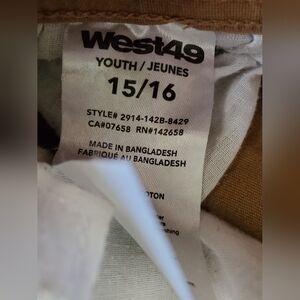 West49
YOUTH / JEUNES
15/16
STYLE# 2914-142B-8429
CA#07658 RN#142658
MADE IN BANGLADESH
FABRIQUÉ AU BANGLADESH